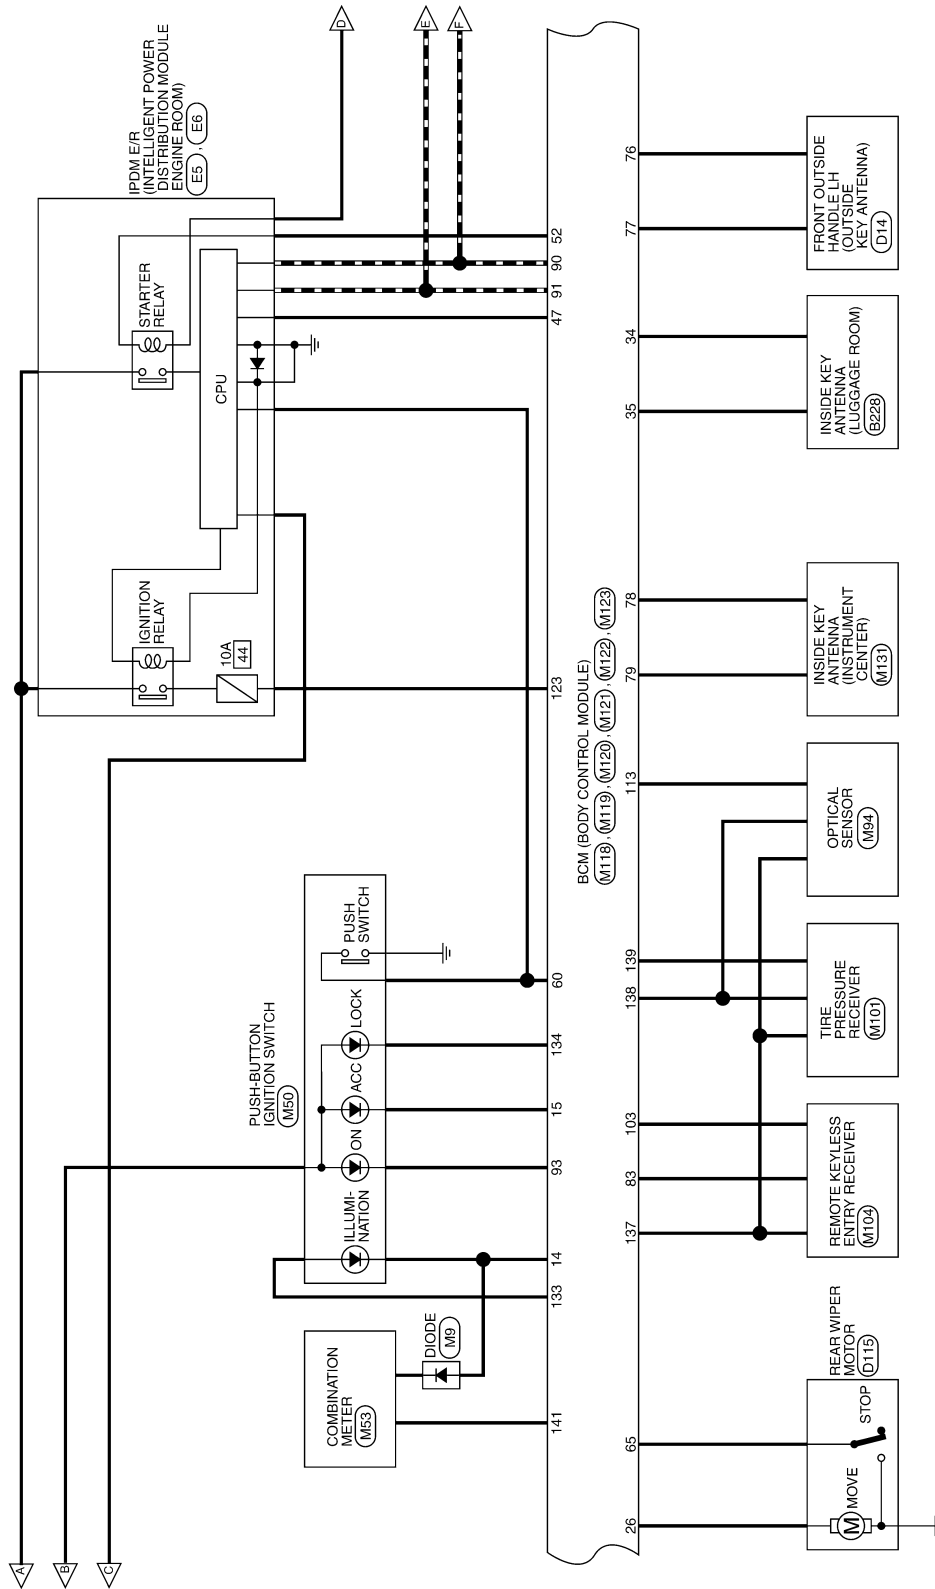 A
B
C
D
E
F
IPDM E/R
(INTELLIGENT POWER
DISTRIBUTION MODULE
ENGINE ROOM)
E5 , E6
IGNITION
RELAY
10A
44
STARTER
RELAY
CPU
PUSH-BUTTON
IGNITION SWITCH
M50
ILLUMI-
NATION
ON
ACC
LOCK
PUSH
SWITCH
COMBINATION
METER
M53
DIODE
M9
141
133
14
93
15
134
60
123
47
91
90
52
BCM (BODY CONTROL MODULE)
M118 , M119 , M120 , M121 , M122 , M123
26
65
137
83
103
138
139
113
79
78
35
34
77
76
REAR WIPER
MOTOR
D115
M
MOVE
STOP
REMOTE KEYLESS
ENTRY RECEIVER
M104
TIRE
PRESSURE
RECEIVER
M101
OPTICAL
SENSOR
M94
INSIDE KEY
ANTENNA
(INSTRUMENT
CENTER)
M131
INSIDE KEY
ANTENNA
(LUGGAGE ROOM)
B228
FRONT OUTSIDE
HANDLE LH
(OUTSIDE
KEY ANTENNA)
D14